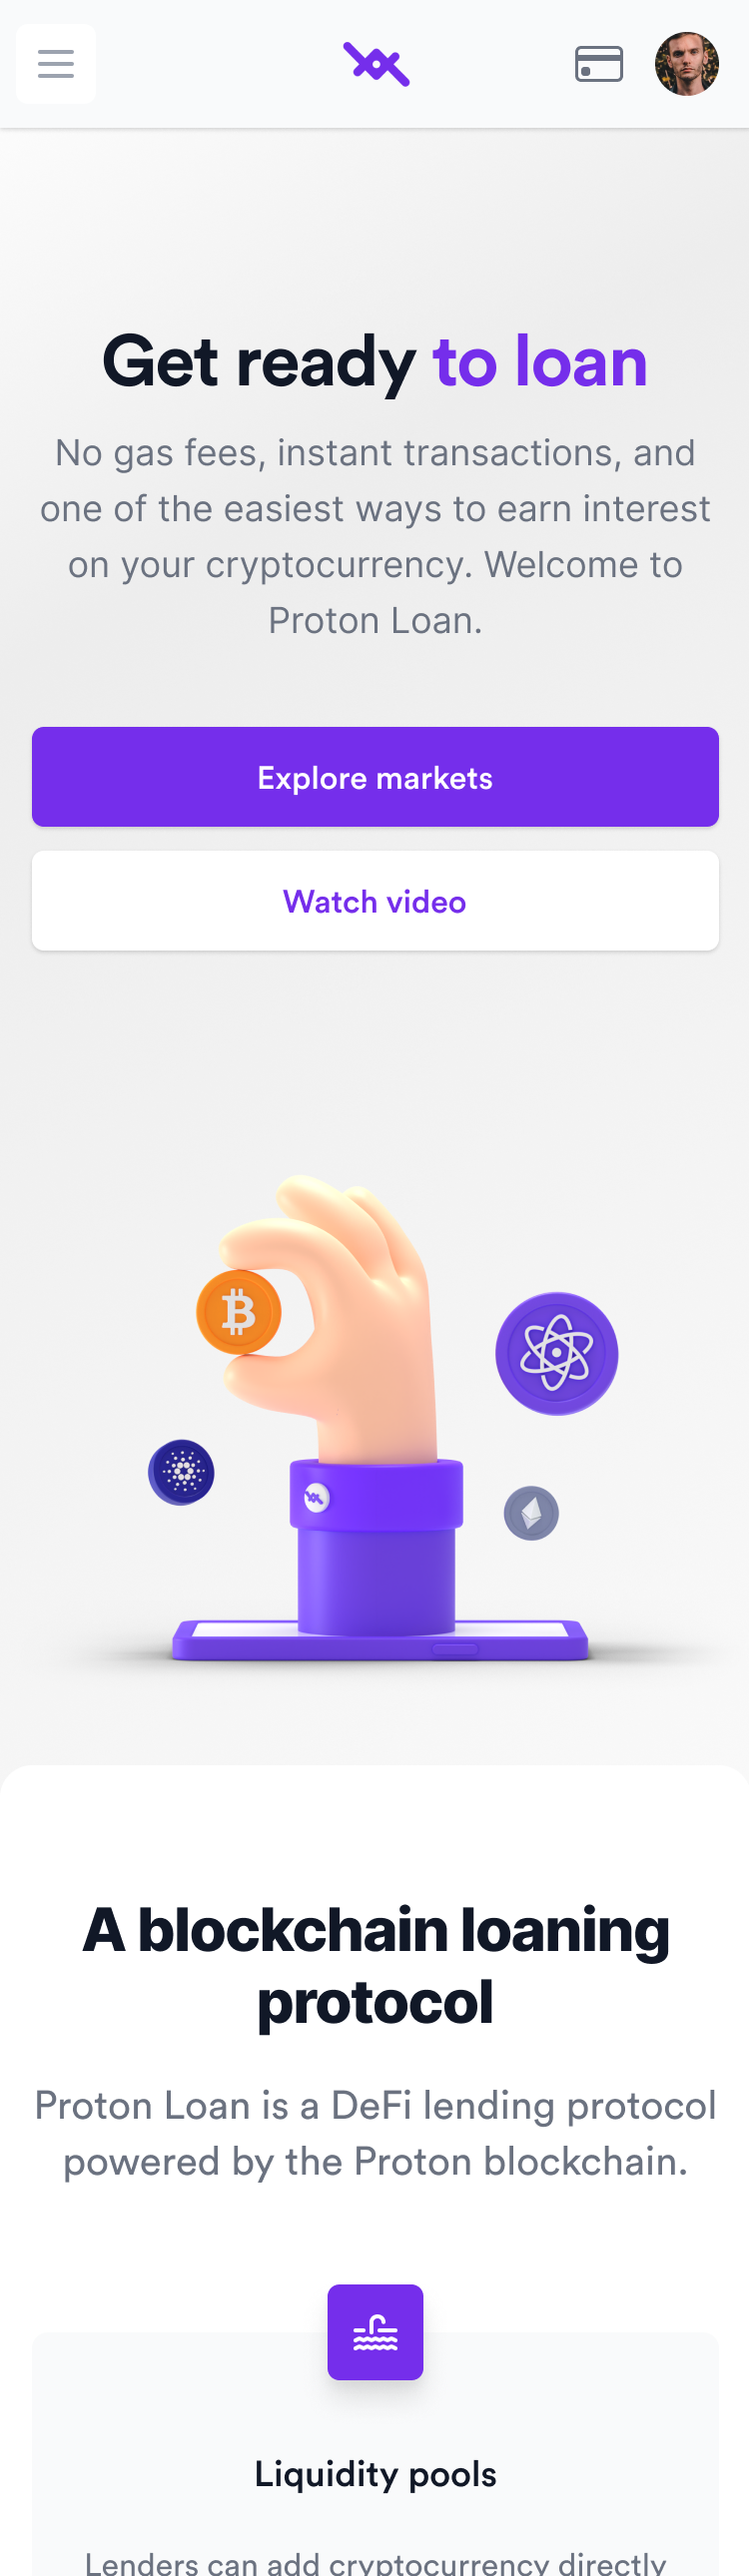 Get ready to loan
No gas fees, instant transactions, and
one of the easiest ways to earn interest
on your cryptocurrency. Welcome to
Proton Loan.
Explore markets
Watch video
A blockchain loaning
protocol
Proton Loan is a DeFi lending protocol
powered by the Proton blockchain.
Liquidity pools
Lenders can add cryptocurrency directly